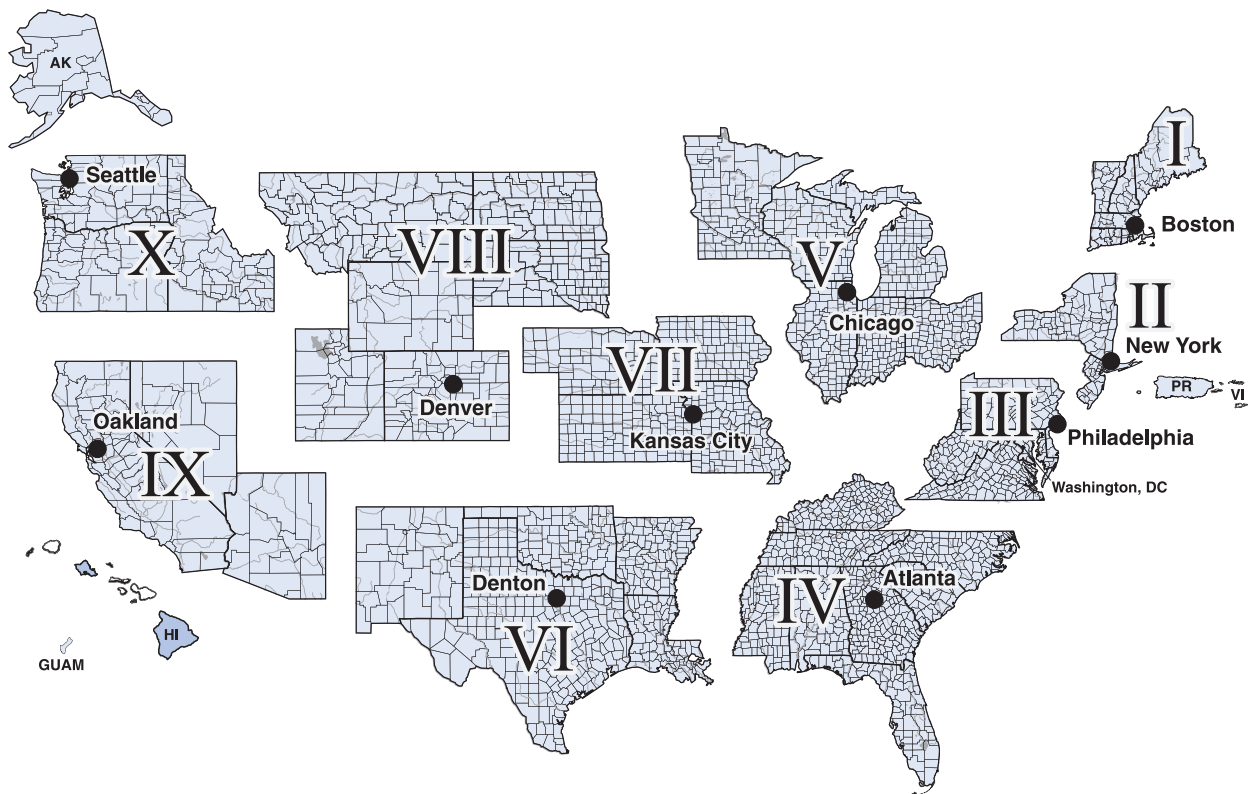 AK
I
Seattle
Boston
X
VIII
V
II
Chicago
New York
VII
PR
VI
Denver
III
Oakland
Kansas City
Philadelphia
IX
Washington, DC
Denton
Atlanta
IV
HI
VI
GUAM